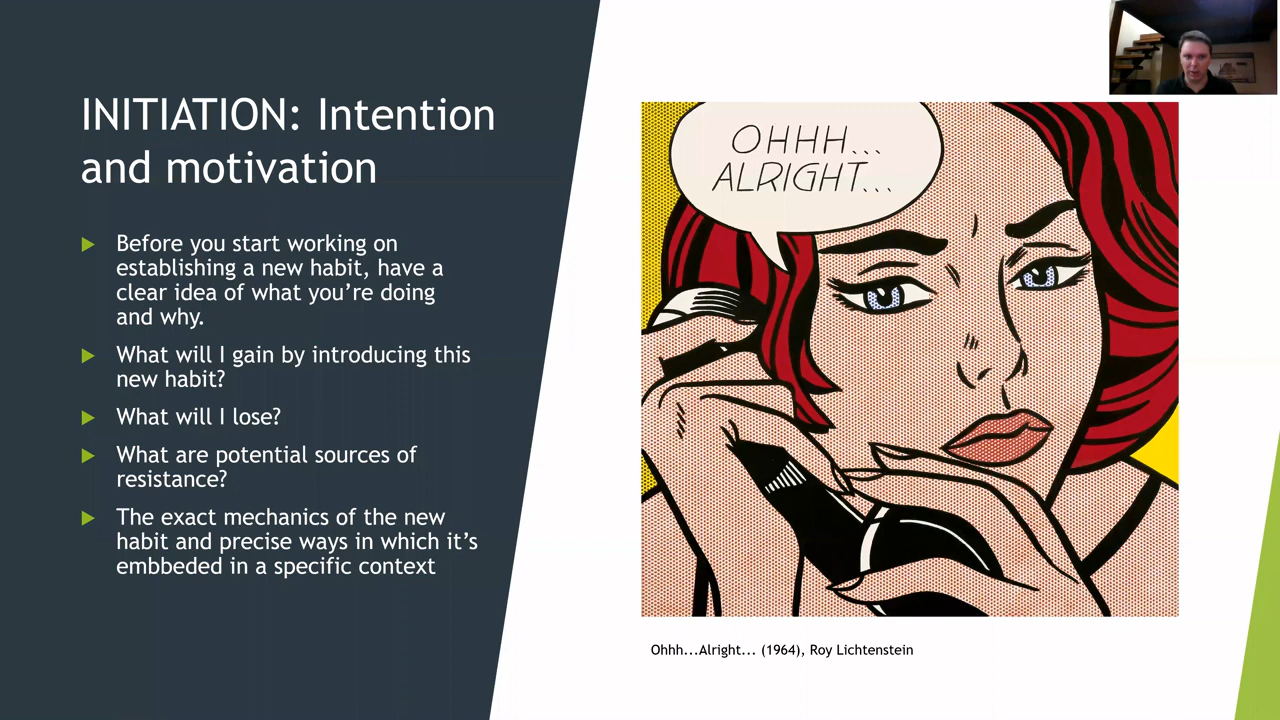 INITIATION: Intention
and motivation
Before you start working on
establishing a new habit, have a
clear idea of what you're doing
and why.
What will I gain by introducing this
new habit?
What will I lose?
What are potential sources of
resistance?
The exact mechanics of the new
habit and precise ways in which it's
embbeded in a specific context
OHHH...
ALRIGHT...
Ohhh...Alright... (1964), Roy Lichtenstein